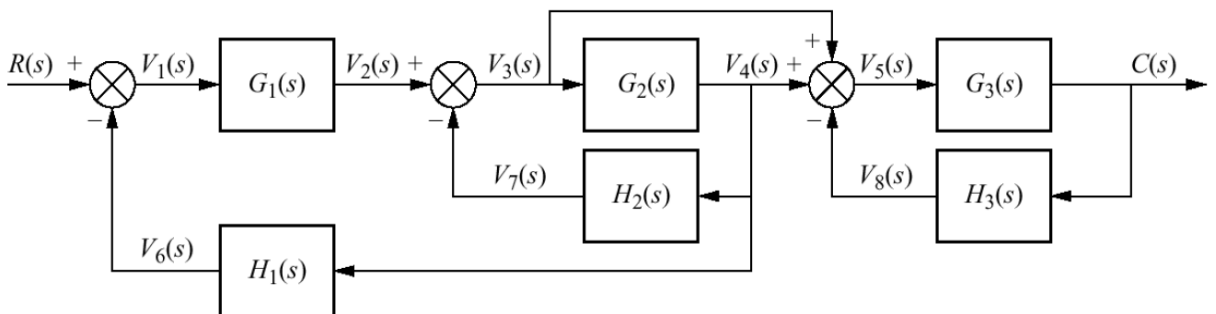 +
R(s) + V₁(s) G₁(s) V₂(s) + V₃(s) G₂(s) V₄(s) + V₅(s) G₃(s) C(s)
− − −
V₇(s) H₂(s) V₈(s) H₃(s)
V₆(s) H₁(s)